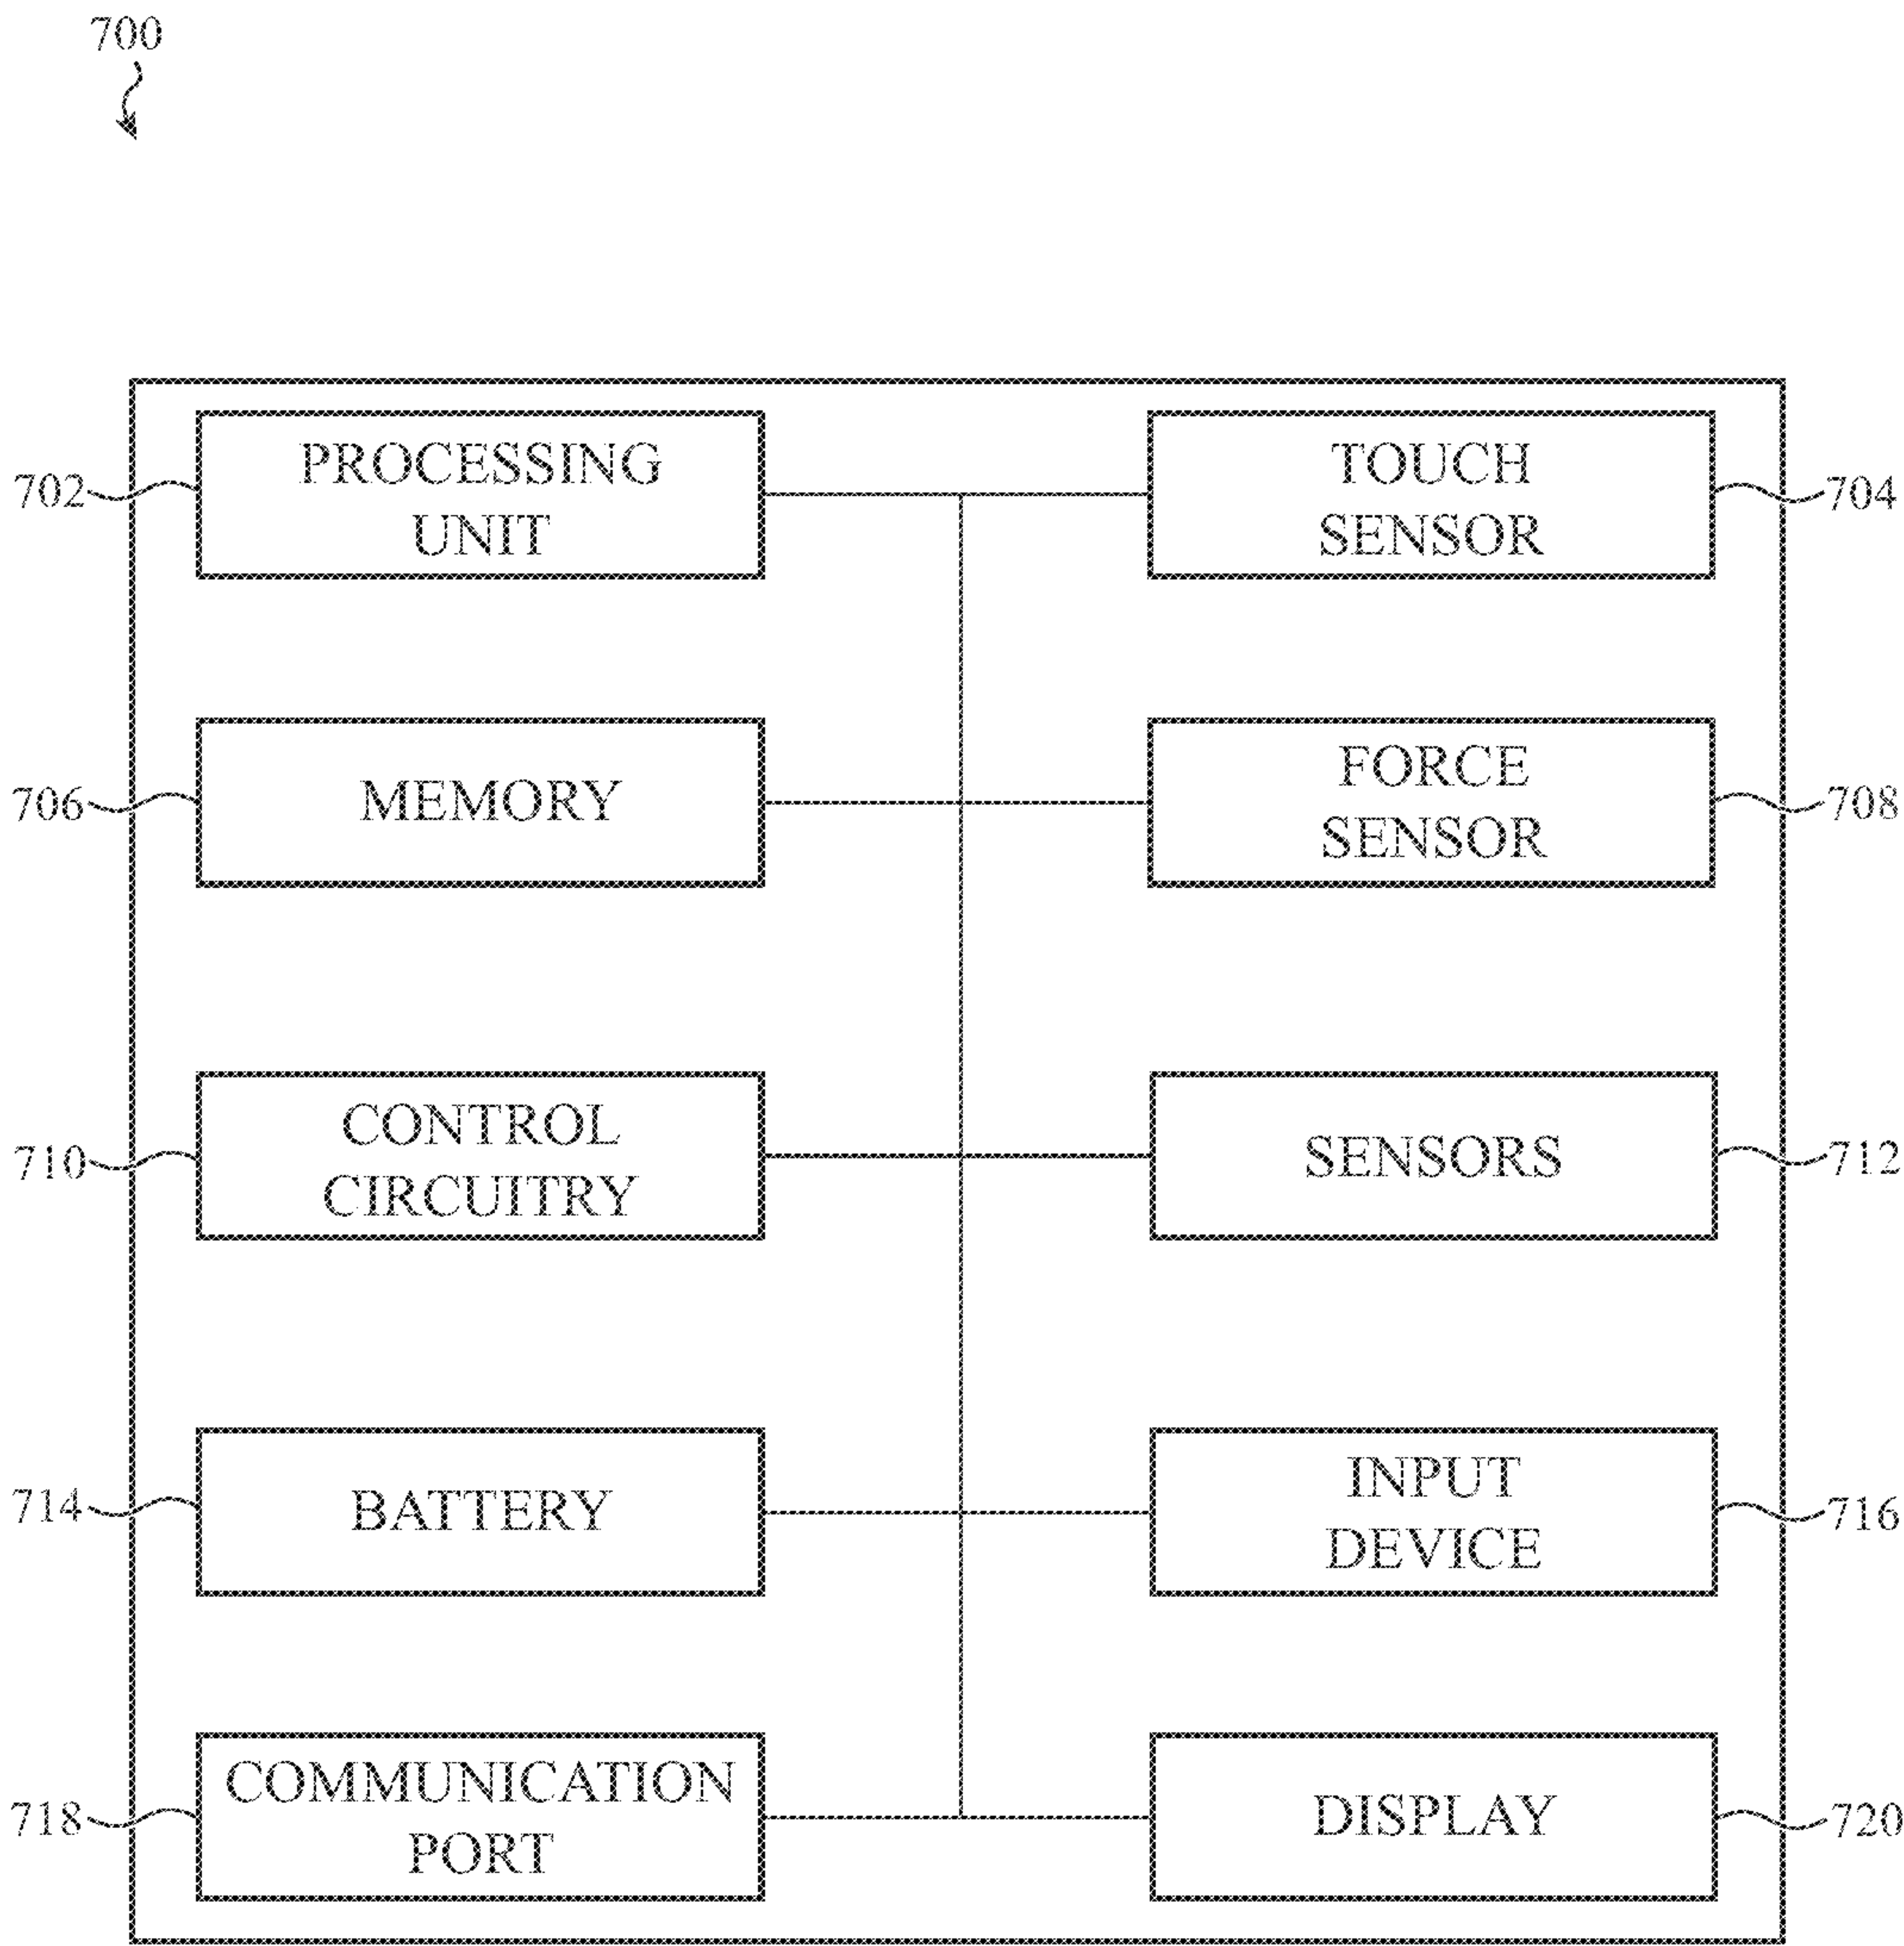 700
702
PROCESSING
UNIT
TOUCH
SENSOR
704
706
MEMORY
FORCE
SENSOR
708
710
CONTROL
CIRCUITRY
SENSORS
712
714
BATTERY
INPUT
DEVICE
716
718
COMMUNICATION
PORT
DISPLAY
720